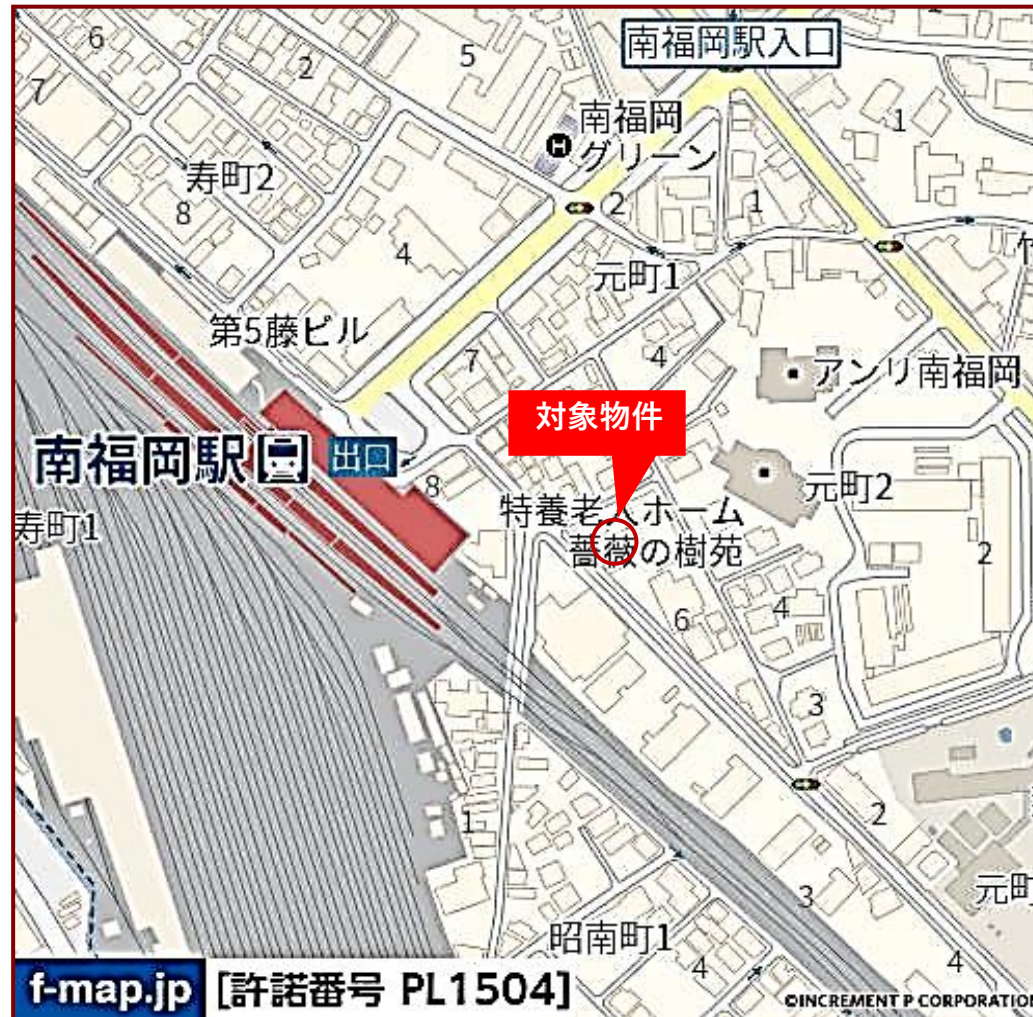 南福岡駅入口
6
2
5
7
南福岡
グリーン
1
寿町2
8
2
1
4
元町1
第5藤ビル
7
4
アンリ南福岡
対象物件
南福岡駅
出口
8
元町2
特養老人ホーム
薔薇の樹苑
寿町1
2
6
4
3
1
2
3
元町
昭南町1
4
4
f-map.jp
[許諾番号 PL1504]
©INCREMENT P CORPORATION